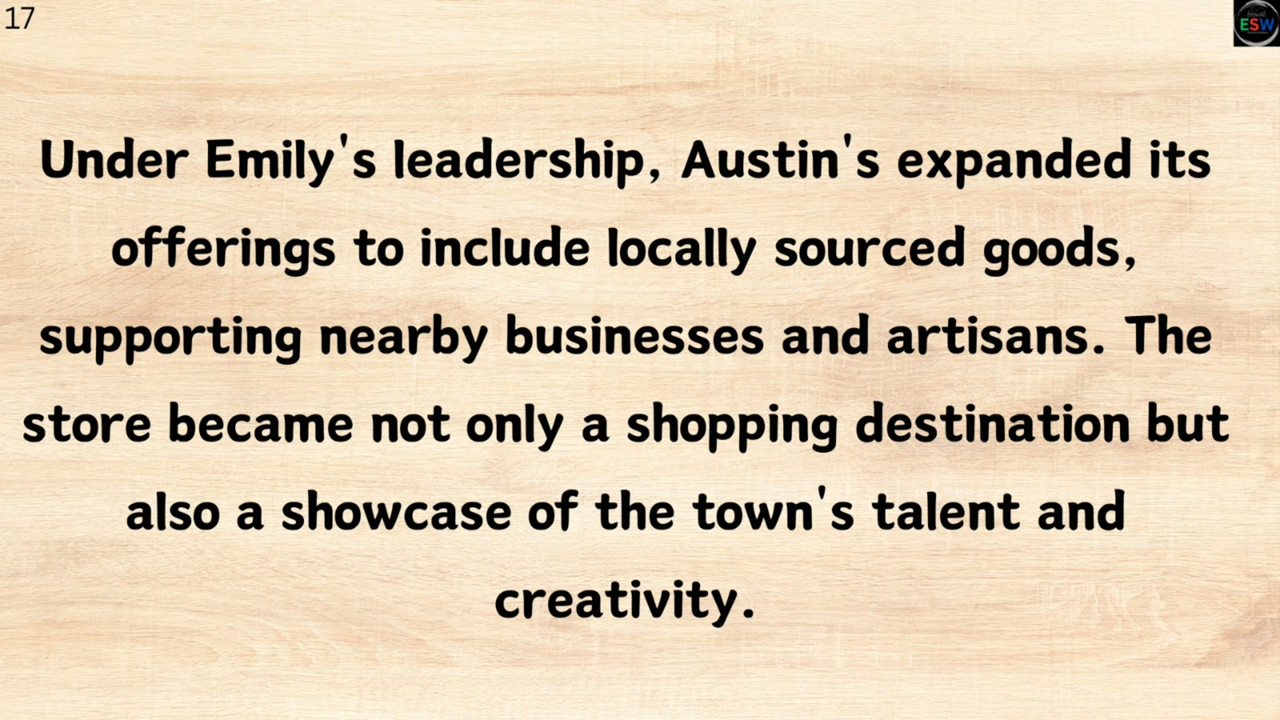 17
ESW
Under Emily's leadership, Austin's expanded its
offerings to include locally sourced goods,
supporting nearby businesses and artisans. The
store became not only a shopping destination but
also a showcase of the town's talent and
creativity.